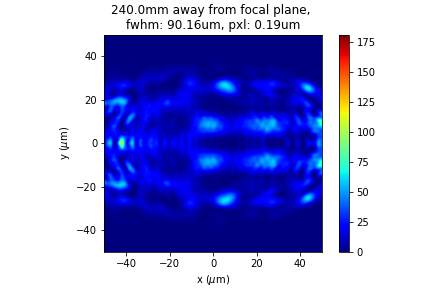 240.0mm away from focal plane,
fwhm: 90.16um, pxl: 0.19um
40
20
0
−20
−40
y (μm)
−40 −20 0 20 40
x (μm)
175
150
125
100
75
50
25
0